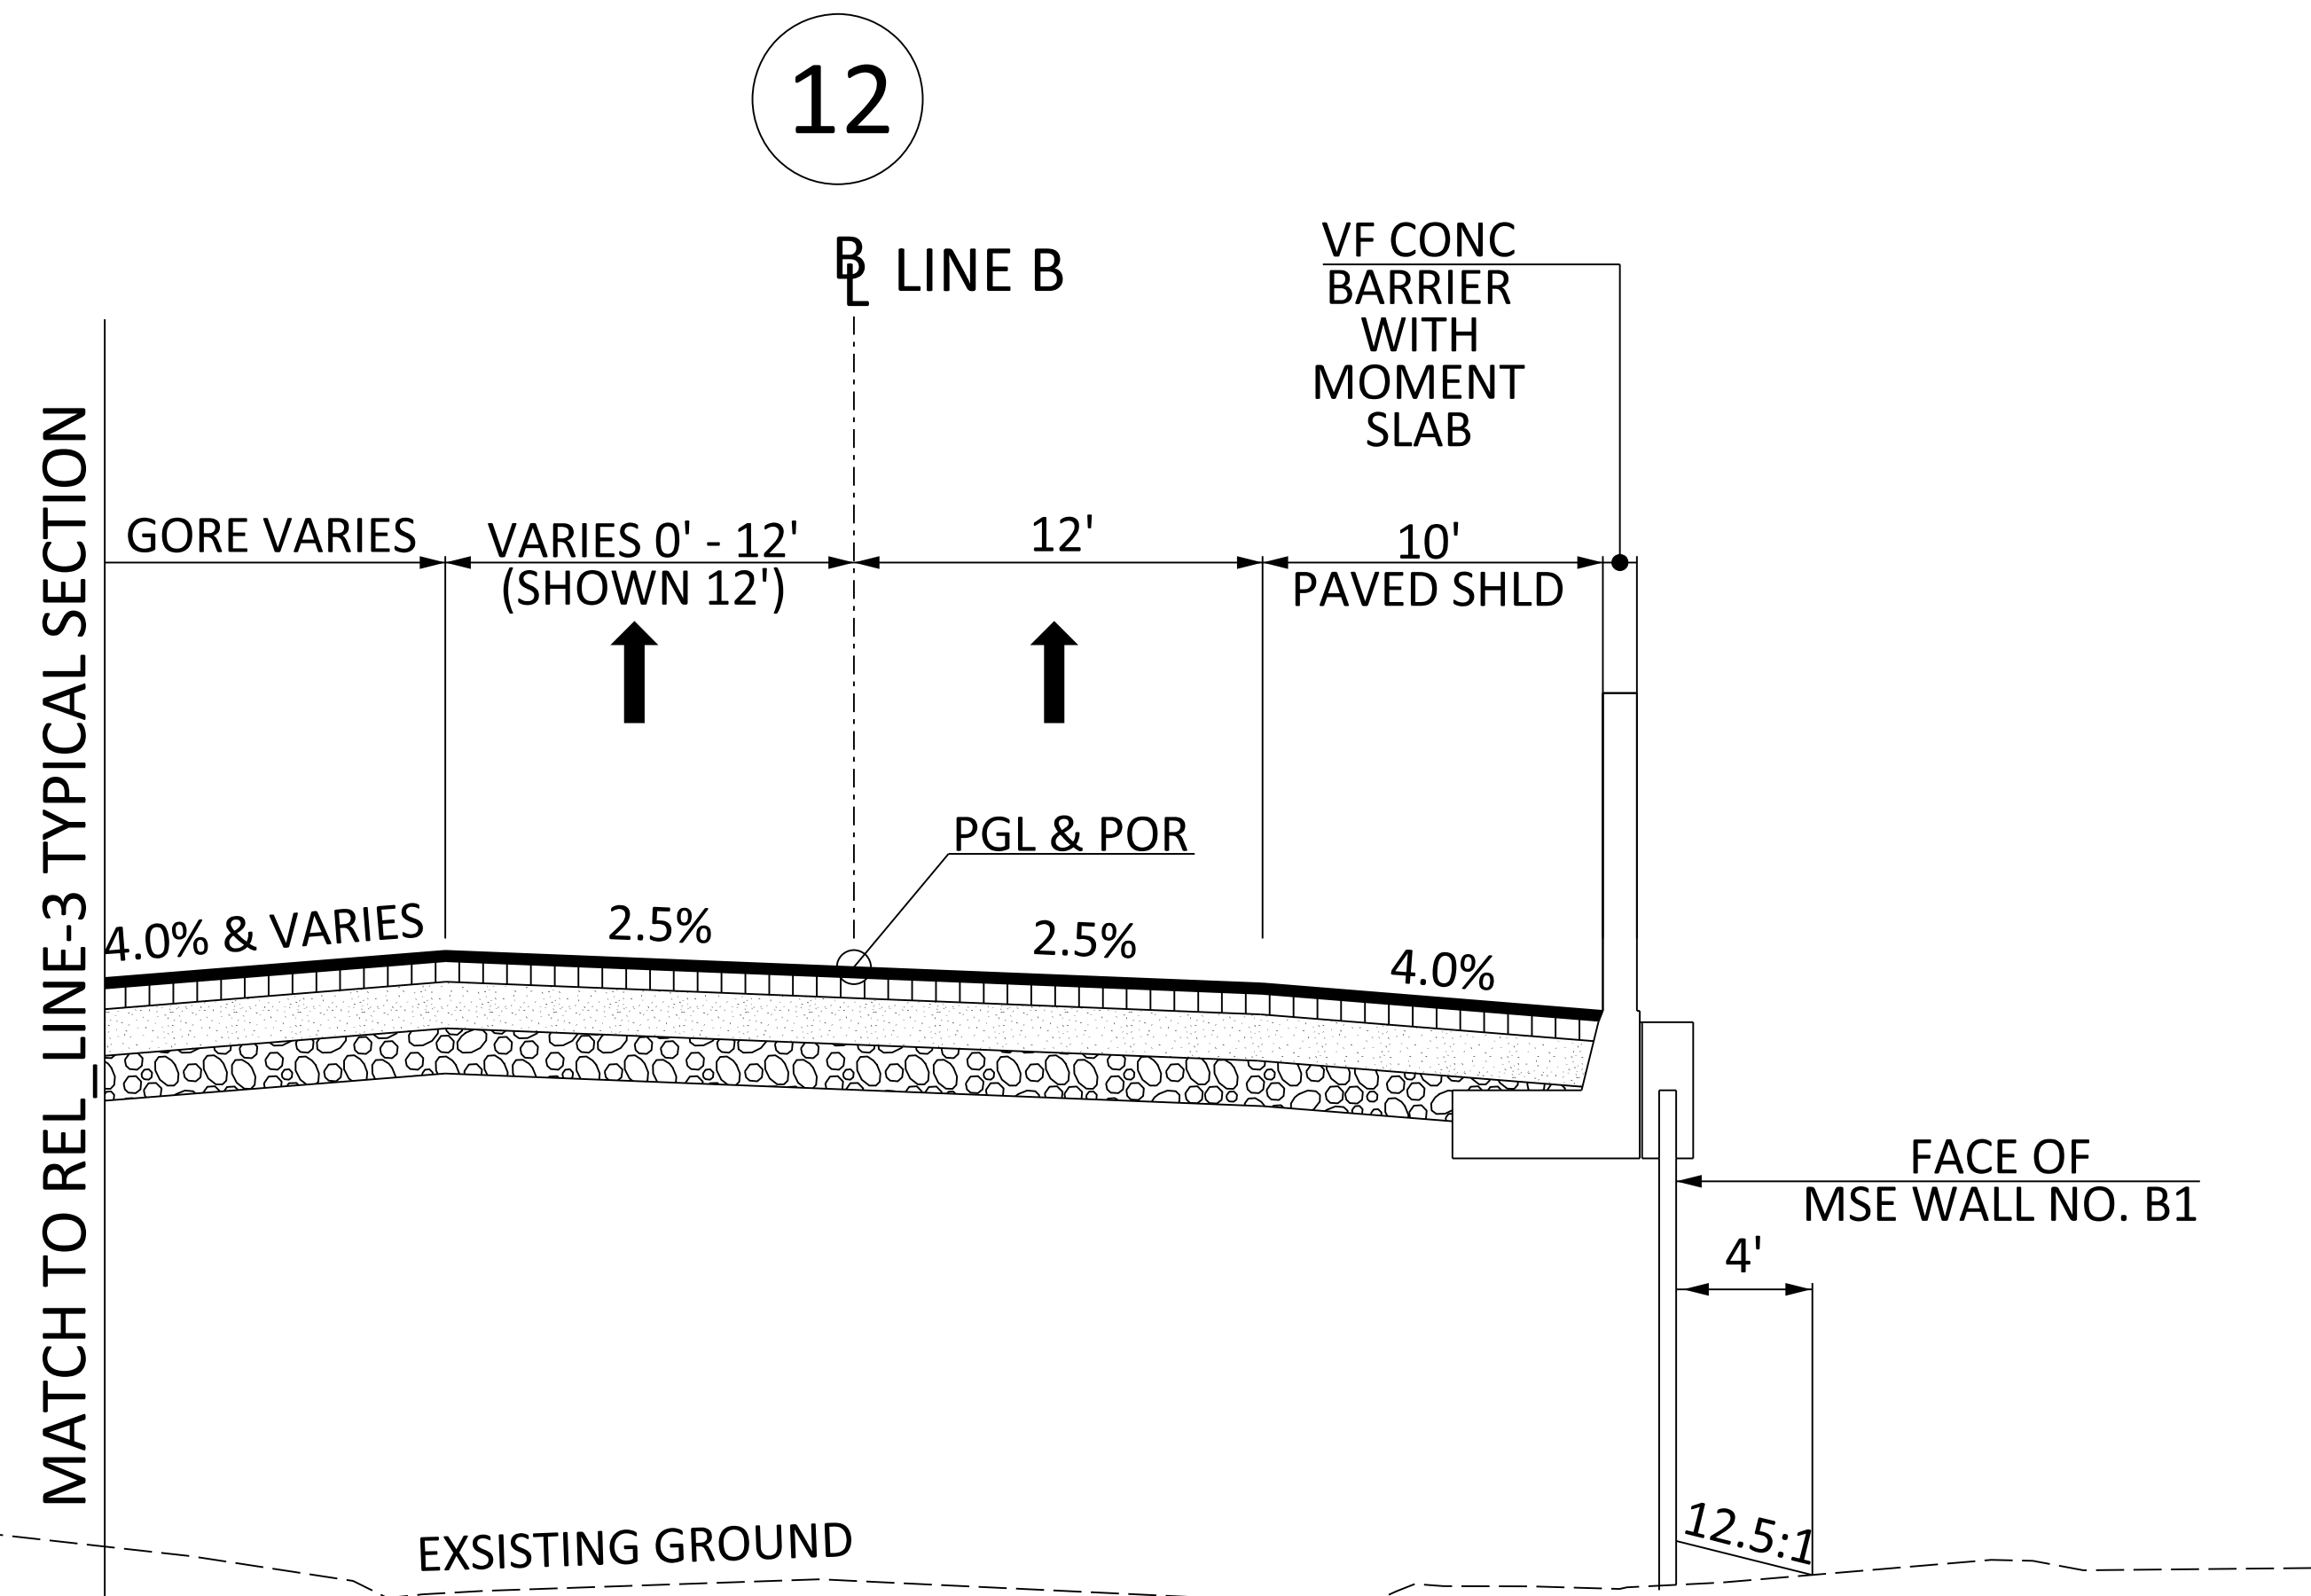 12
BL LINE B
VF CONC
BARRIER
WITH
MOMENT
SLAB
GORE VARIES
VARIES 0' - 12'
(SHOWN 12')
12'
10'
PAVED SHLD
MATCH TO REL_LINE-3 TYPICAL SECTION
PGL & POR
4.0% & VARIES
2.5%
2.5%
4.0%
FACE OF
MSE WALL NO. B1
4'
12.5:1
EXSISTING GROUND